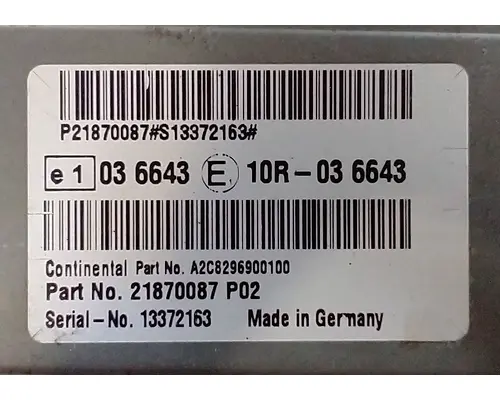 P21870087#S13372163#
e 1 03 6643 E 10R-03 6643
Continental Part No. A2C8296900100
Part No. 21870087 P02
Serial-No. 13372163 Made in Germany